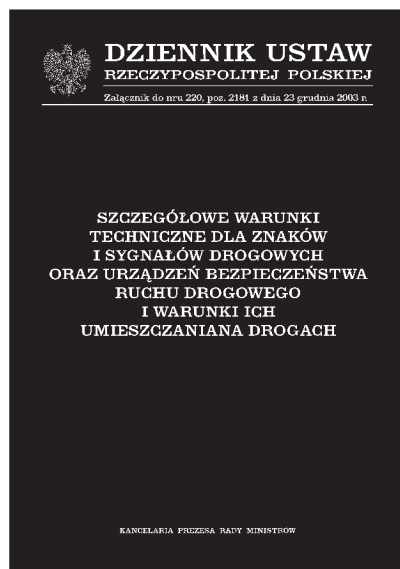 DZIENNIK USTAW
RZECZYPOSPOLITEJ POLSKIEJ
Załącznik do nru 220, poz. 2181 z dnia 23 grudnia 2003 r.
SZCZEGÓŁOWE WARUNKI
TECHNICZNE DLA ZNAKÓW
I SYGNAŁÓW DROGOWYCH
ORAZ URZĄDZEŃ BEZPIECZEŃSTWA
RUCHU DROGOWEGO
I WARUNKI ICH
UMIESZCZANIANA DROGACH
KANCELARIA PREZESA RADY MINISTRÓW